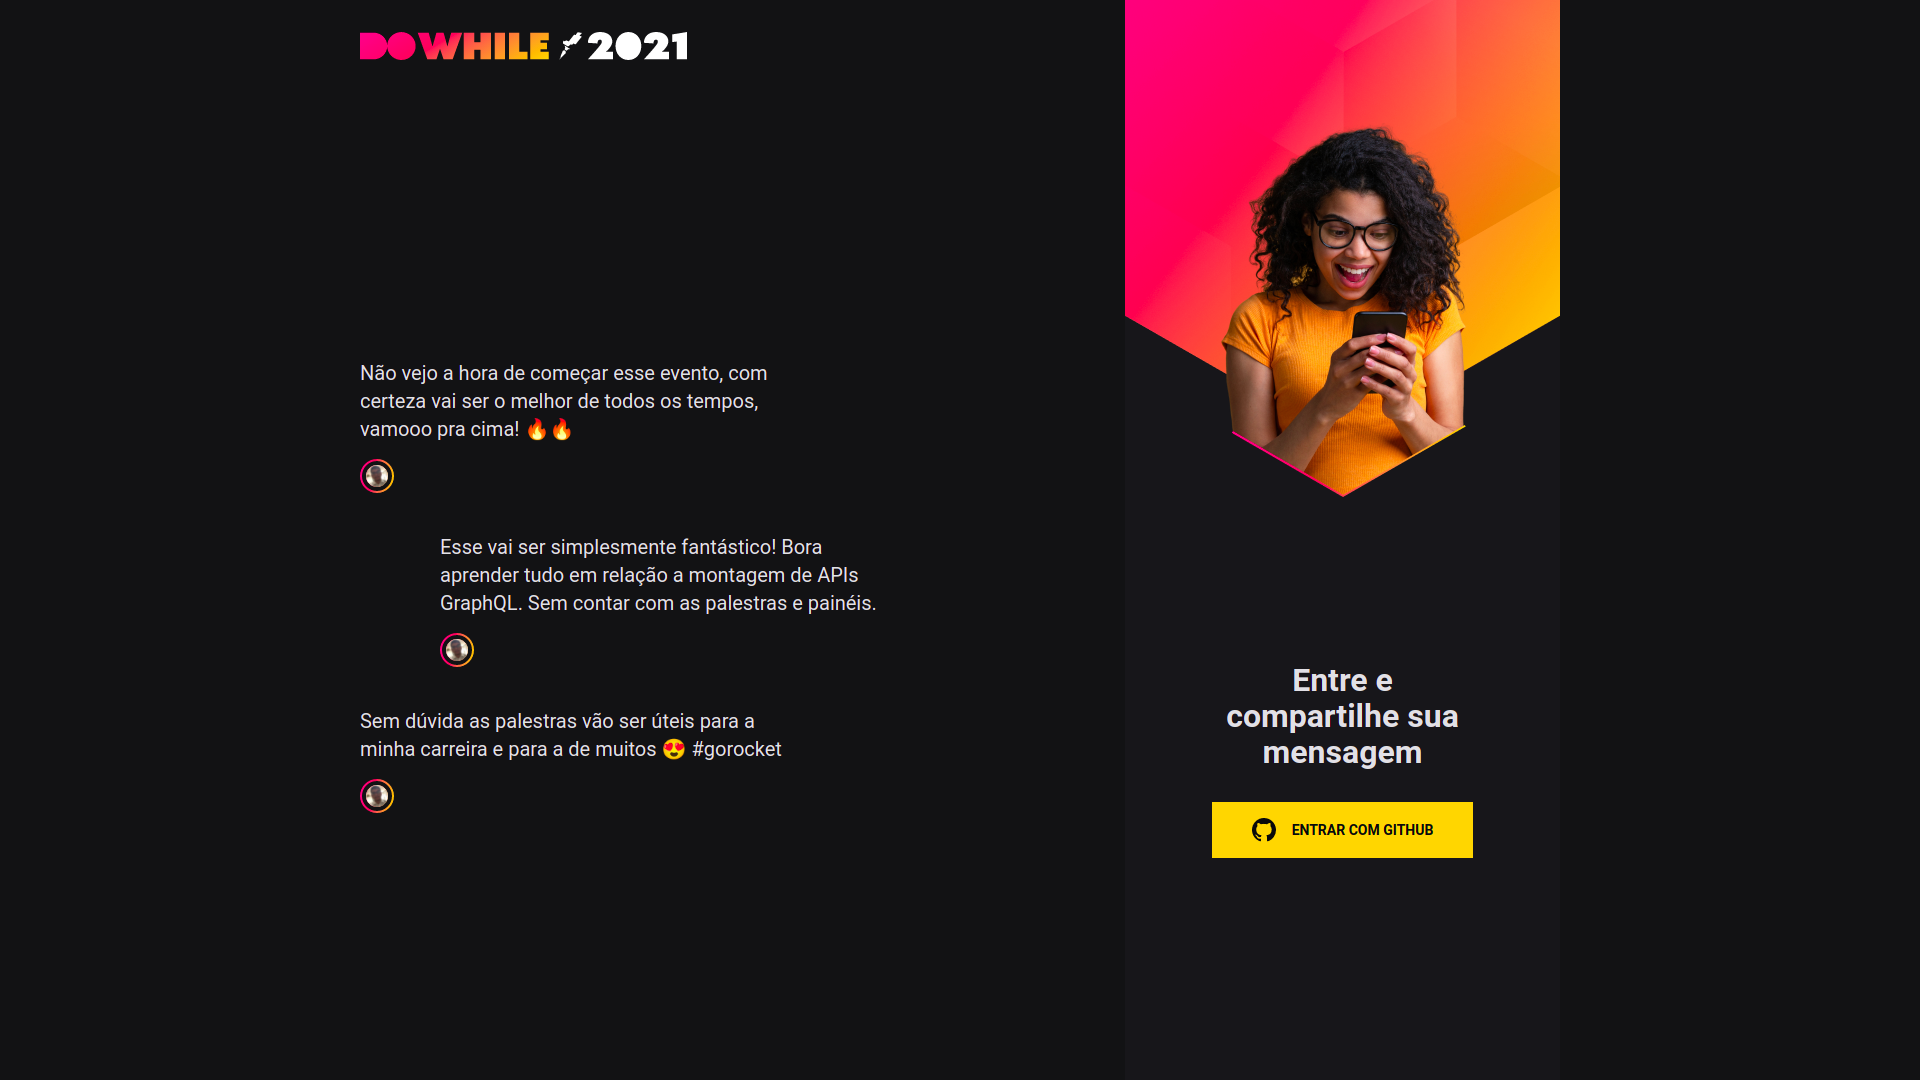 DOWHILE 2021
Não vejo a hora de começar esse evento, com
certeza vai ser o melhor de todos os tempos,
vamooo pra cima! 🔥🔥
Esse vai ser simplesmente fantástico! Bora
aprender tudo em relação a montagem de APIs
GraphQL. Sem contar com as palestras e painéis.
Sem dúvida as palestras vão ser úteis para a
minha carreira e para a de muitos 😍 #gorocket
Entre e
compartilhe sua
mensagem
ENTRAR COM GITHUB